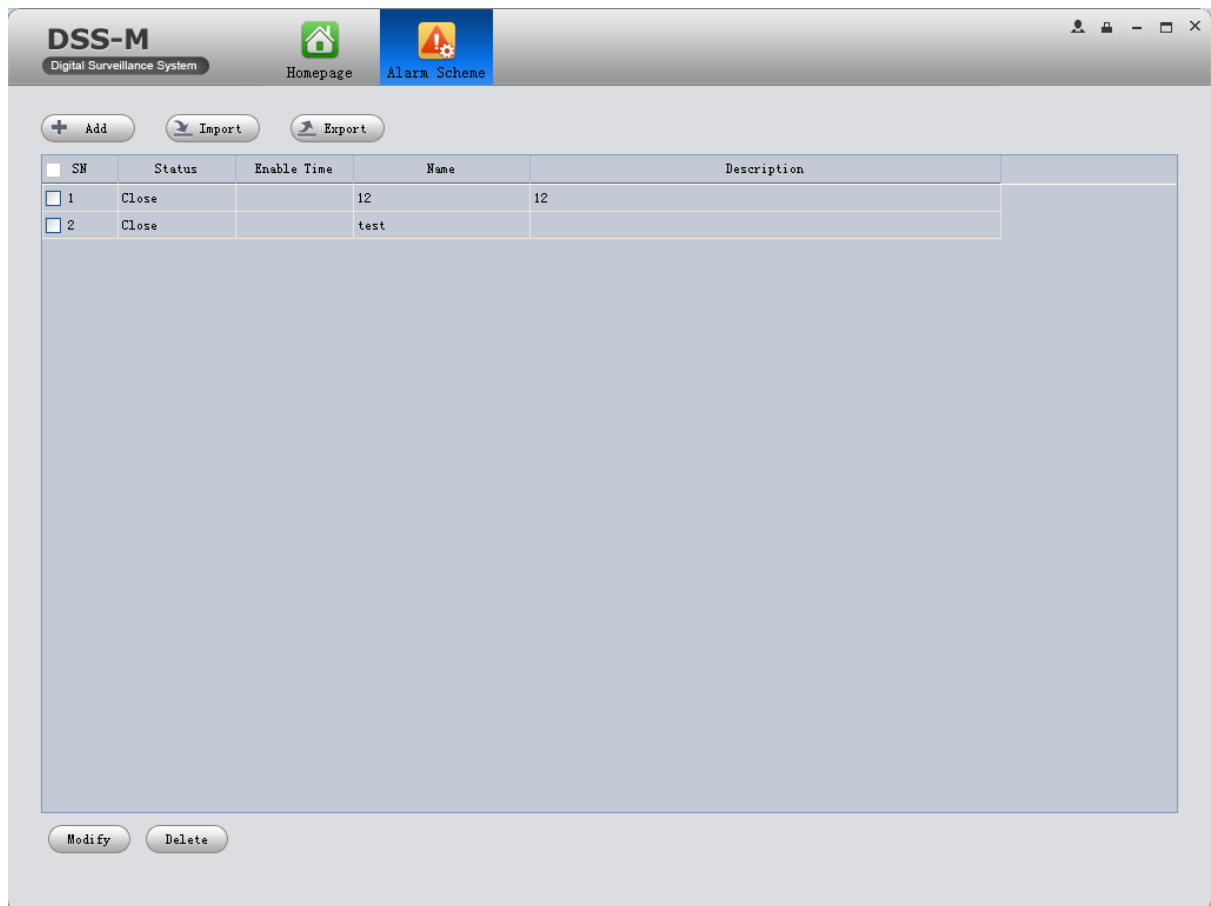 DSS-M
Digital Surveillance System
Homepage
Alarm Scheme
Add Import Export
SN Status Enable Time Name Description
1 Close 12 12
2 Close test
Modify Delete